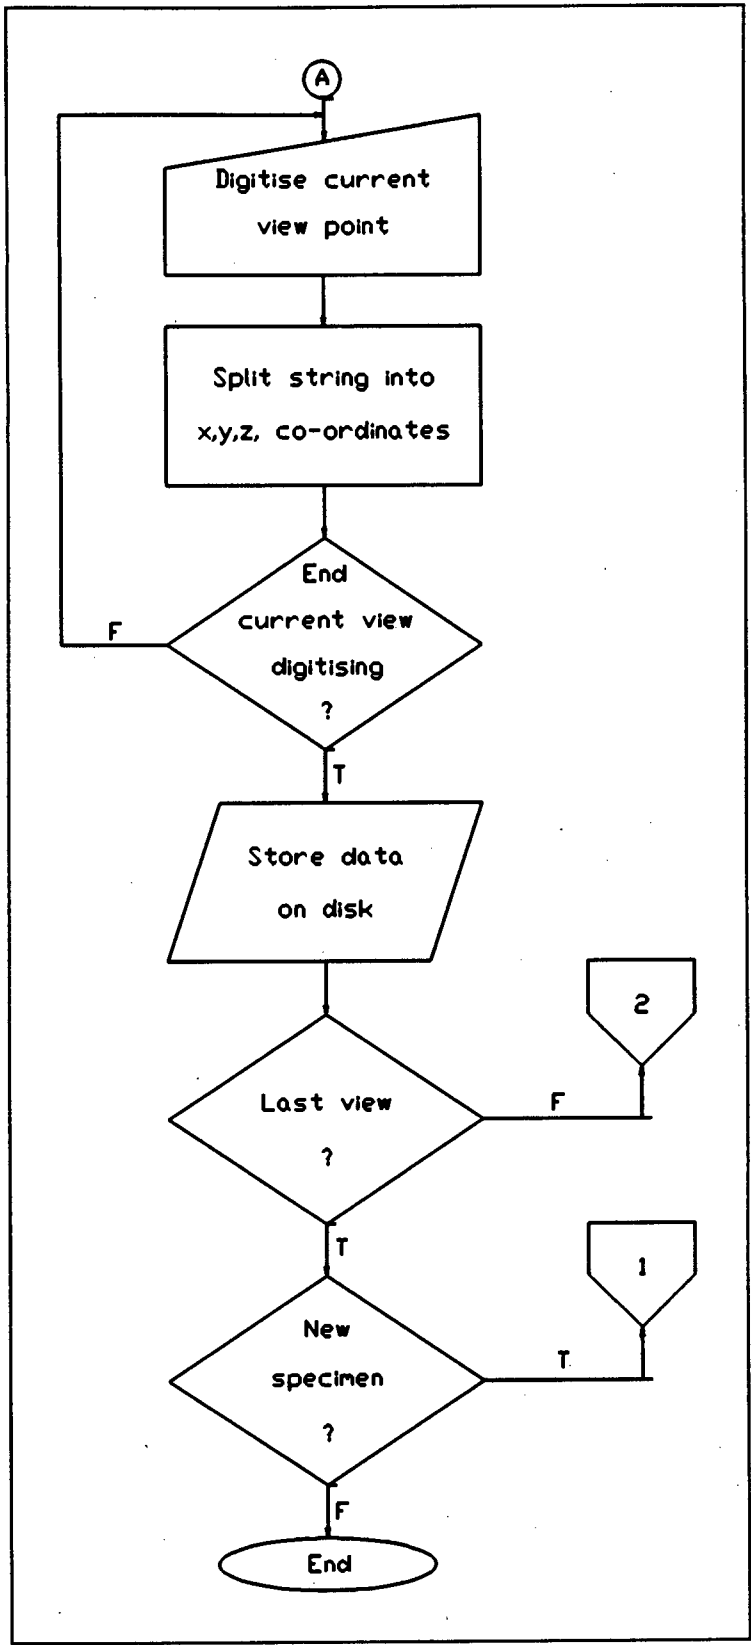 A
Digitise current
view point
Split string into
x,y,z, co-ordinates
End
current view
digitising
?
F
T
Store data
on disk
2
Last view
?
F
T
1
New
specimen
?
T
F
End